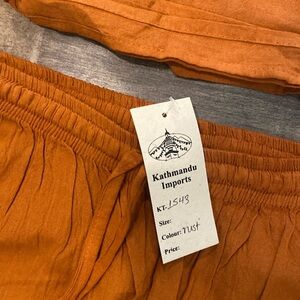 Kathmandu
Imports
KT-1543
Size:
Colour: rust
Price: